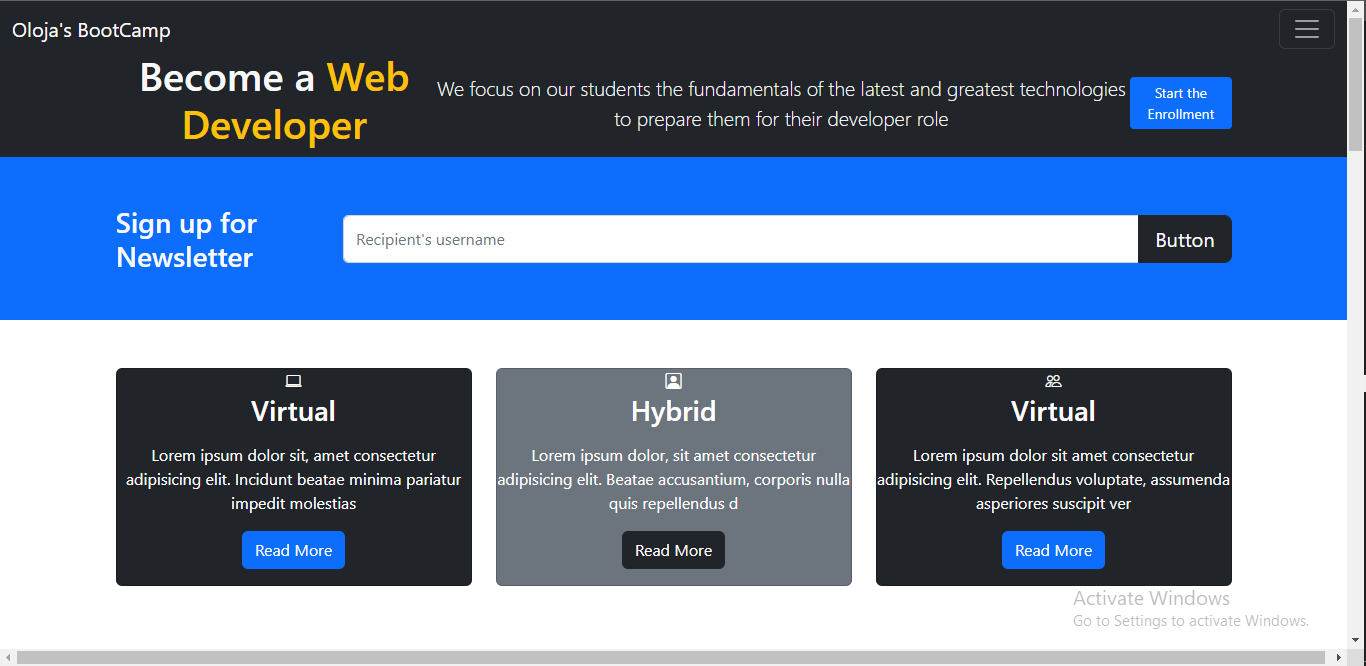 Oloja's BootCamp
Become a Web
Developer
We focus on our students the fundamentals of the latest and greatest technologies
to prepare them for their developer role
Start the
Enrollment
Sign up for
Newsletter
Recipient's username
Button
Virtual
Lorem ipsum dolor sit, amet consectetur
adipisicing elit. Incidunt beatae minima pariatur
impedit molestias
Read More
Hybrid
Lorem ipsum dolor, sit amet consectetur
adipisicing elit. Beatae accusantium, corporis nulla
quis repellendus d
Read More
Virtual
Lorem ipsum dolor sit amet consectetur
adipisicing elit. Repellendus voluptate, assumenda
asperiores suscipit ver
Read More
Activate Windows
Go to Settings to activate Windows.